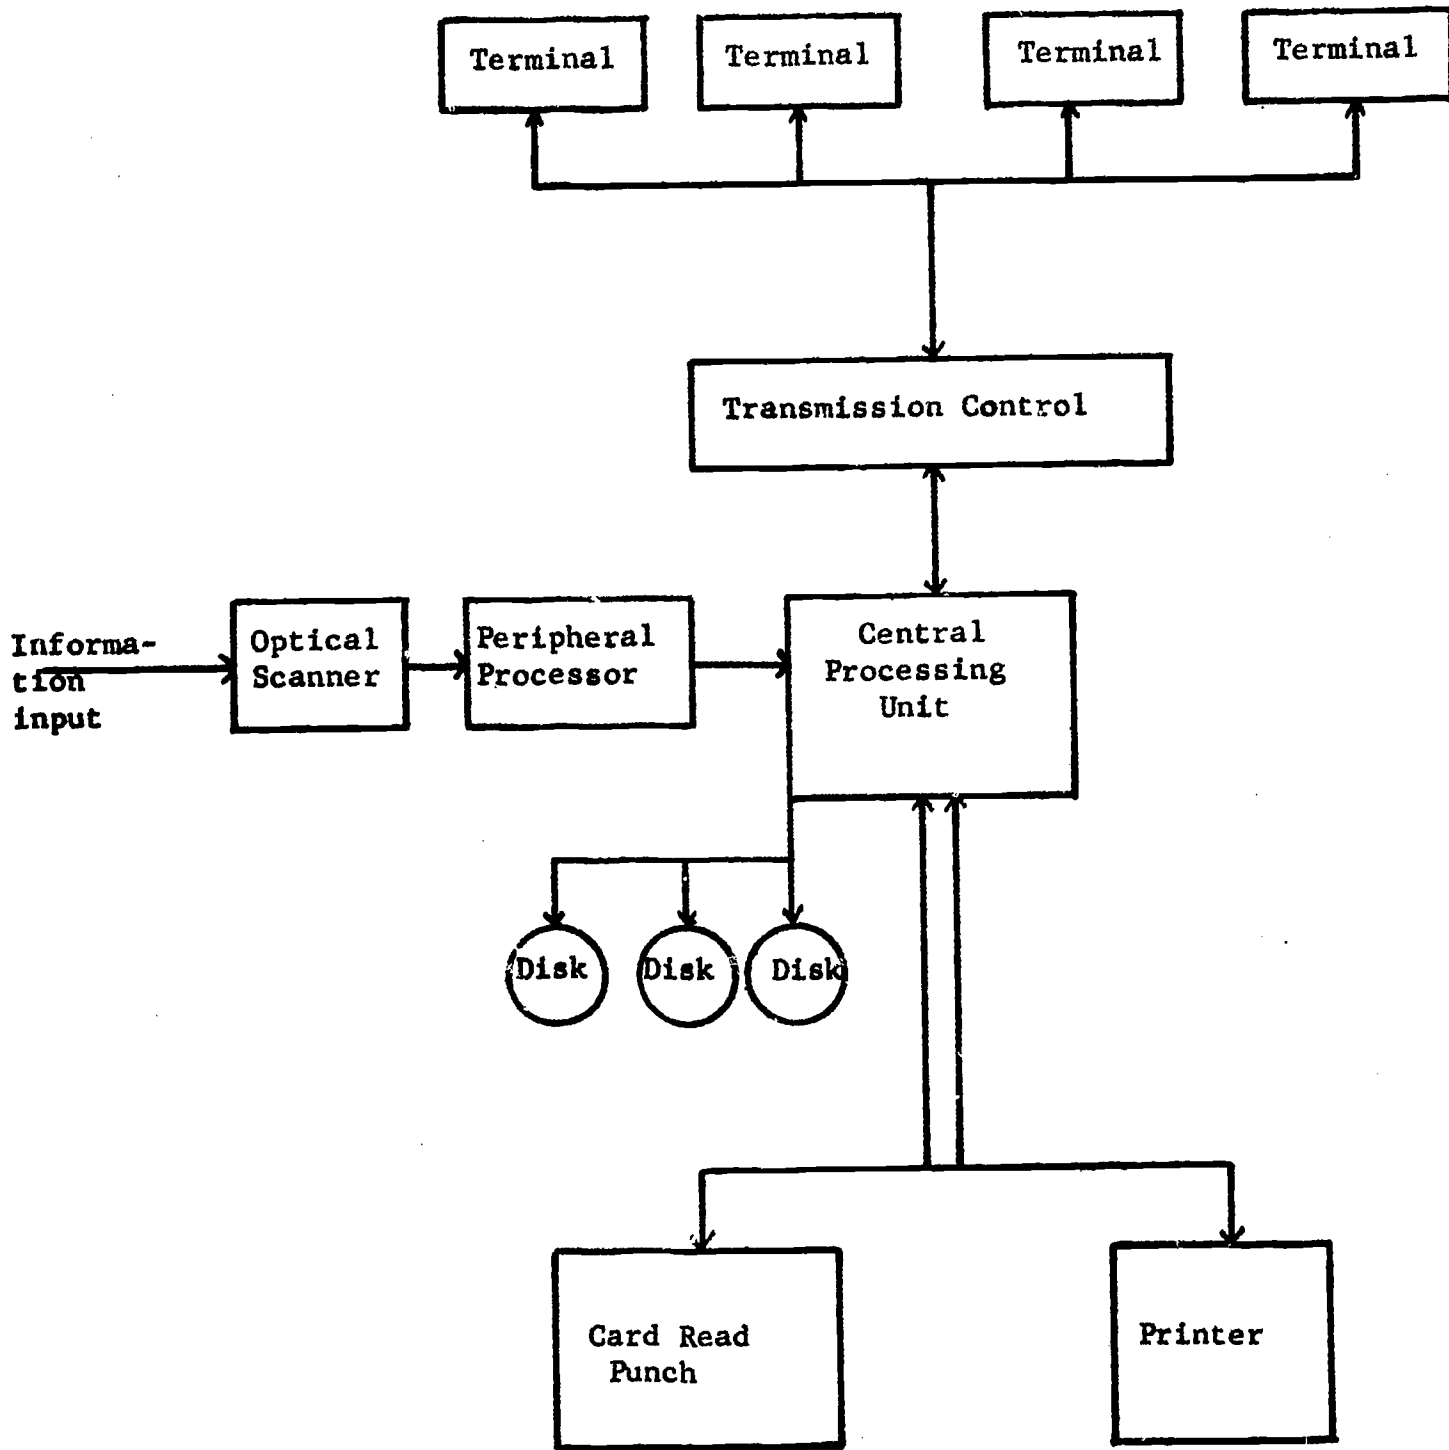 Terminal
Terminal
Terminal
Terminal
Transmission Control
Informa-
tion
input
Optical
Scanner
Peripheral
Processor
Central
Processing
Unit
Disk
Disk
Disk
Card Read
Punch
Printer